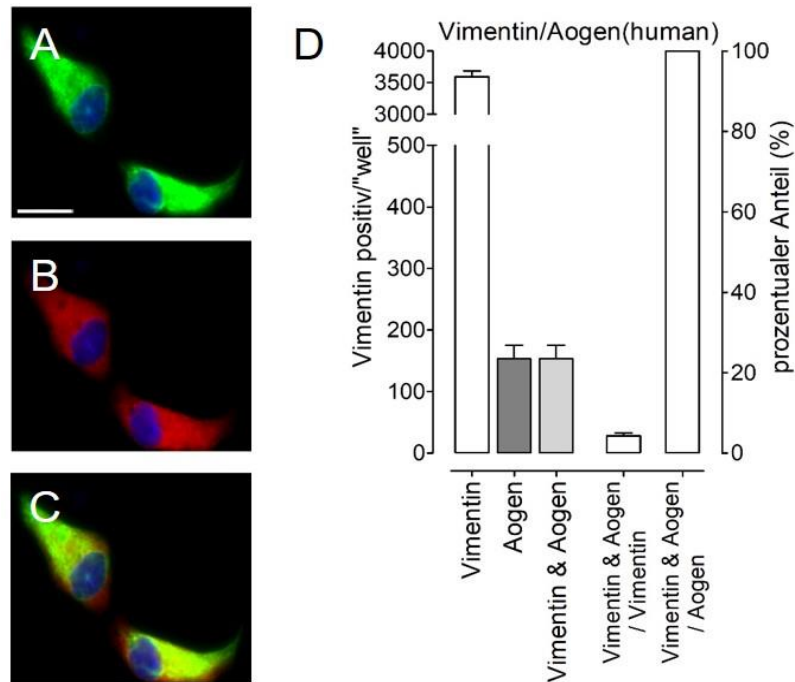 A
B
C
D
Vimentin/Aogen(human)
Vimentin positiv/"well"
4000
3500
3000
500
400
300
200
100
0
100
80
60
40
20
0
prozentualer Anteil (%)
Vimentin
Aogen
Vimentin & Aogen
Vimentin & Aogen
/ Vimentin
Vimentin & Aogen
/ Aogen